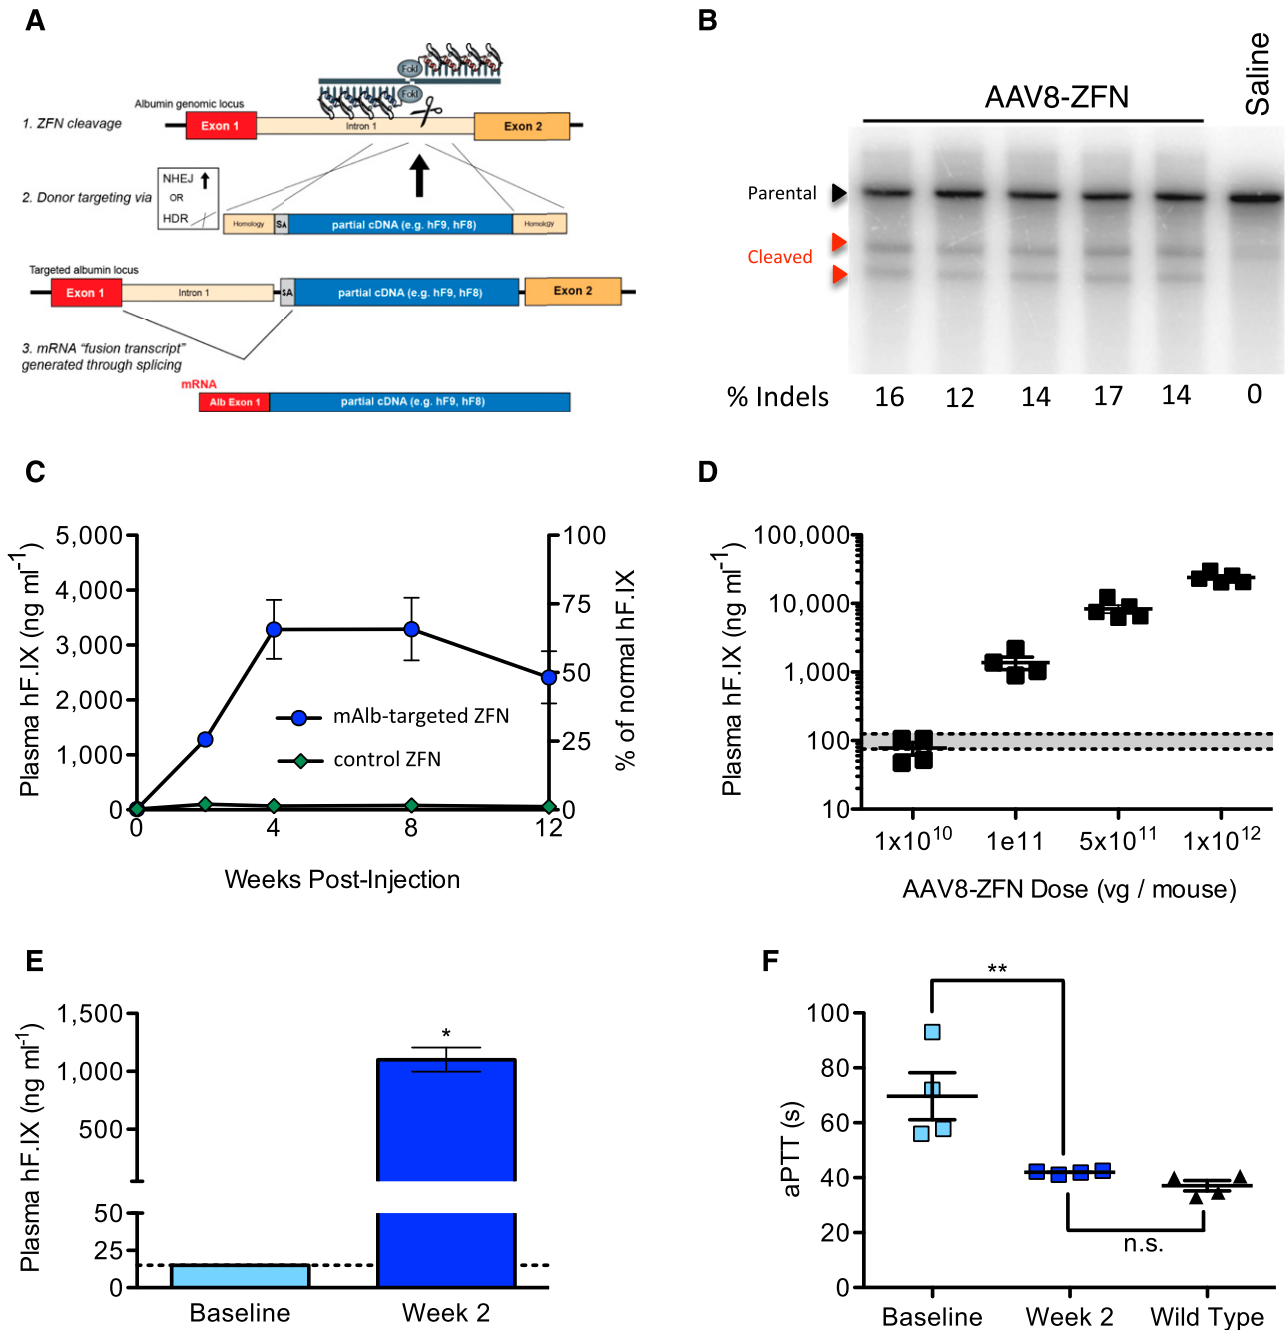 A
Albumin genomic locus
FokI
FokI
1. ZFN cleavage
Exon 1
Intron 1
Exon 2
NHEJ
OR
HDR
2. Donor targeting via
Homology
SA
partial cDNA (e.g. hF9, hF8)
Homology
Targeted albumin locus
Exon 1
Intron 1
SA
partial cDNA (e.g. hF9, hF8)
Exon 2
3. mRNA “fusion transcript”
generated through splicing
mRNA
Alb Exon 1
partial cDNA (e.g. hF9, hF8)
B
AAV8-ZFN
Saline
Parental
Cleaved
% Indels 16 12 14 17 14 0
C
Plasma hF.IX (ng ml-1)
5,000
4,000
3,000
2,000
1,000
0
100
75
50
25
0
% of normal hF.IX
mAlb-targeted ZFN
control ZFN
0 4 8 12
Weeks Post-Injection
D
Plasma hF.IX (ng ml-1)
100,000
10,000
1,000
100
10
1x10^10 1e11 5x10^11 1x10^12
AAV8-ZFN Dose (vg / mouse)
E
Plasma hF.IX (ng ml-1)
1,500
1,000
500
50
25
0
*
Baseline Week 2
F
aPTT (s)
100
80
60
40
20
0
**
n.s.
Baseline Week 2 Wild Type